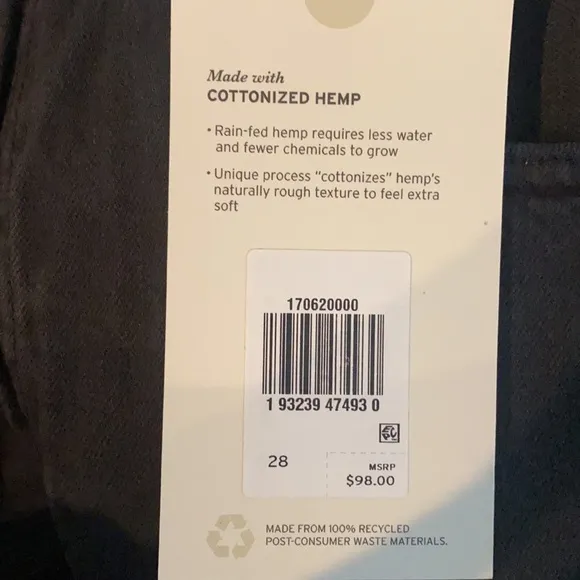 Made with
COTTONIZED HEMP
• Rain-fed hemp requires less water
and fewer chemicals to grow
• Unique process “cottonizes” hemp's
naturally rough texture to feel extra
soft
170620000
1 93239 47493 0
28
MSRP
$98.00
MADE FROM 100% RECYCLED
POST-CONSUMER WASTE MATERIALS.